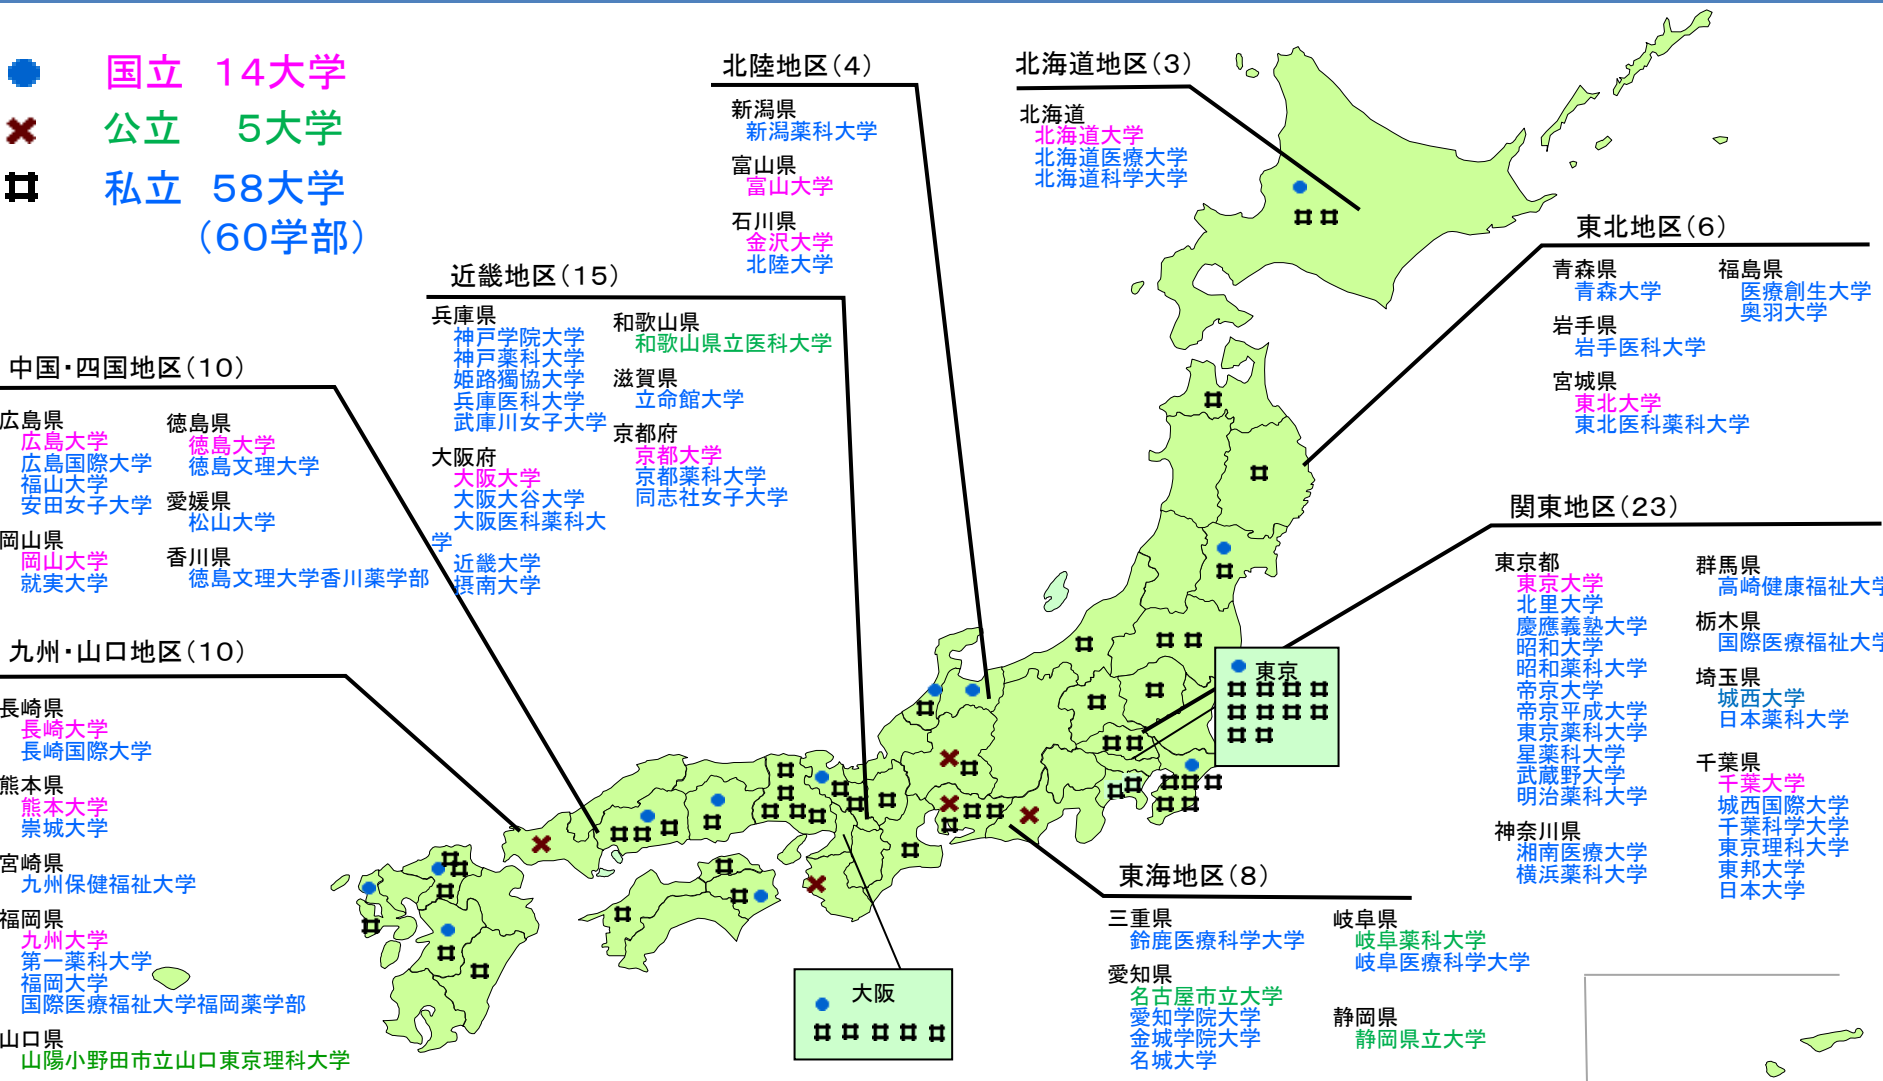 国立 14大学
公立 5大学
私立 58大学
(60学部)
北陸地区(4)
新潟県
新潟薬科大学
富山県
富山大学
石川県
金沢大学
北陸大学
北海道地区(3)
北海道
北海道大学
北海道医療大学
北海道科学大学
東北地区(6)
青森県
青森大学
岩手県
岩手医科大学
宮城県
東北大学
東北医科薬科大学
福島県
医療創生大学
奥羽大学
近畿地区(15)
兵庫県
神戸学院大学
神戸薬科大学
姫路獨協大学
兵庫医科大学
武庫川女子大学
大阪府
大阪大学
大阪大谷大学
大阪医科薬科大
学
近畿大学
摂南大学
和歌山県
和歌山県立医科大学
滋賀県
立命館大学
京都府
京都大学
京都薬科大学
同志社女子大学
中国・四国地区(10)
広島県
広島大学
広島国際大学
福山大学
安田女子大学
岡山県
岡山大学
就実大学
徳島県
徳島大学
徳島文理大学
愛媛県
松山大学
香川県
徳島文理大学香川薬学部
関東地区(23)
東京都
東京大学
北里大学
慶應義塾大学
昭和大学
昭和薬科大学
帝京大学
帝京平成大学
東京薬科大学
星薬科大学
武蔵野大学
明治薬科大学
神奈川県
湘南医療大学
横浜薬科大学
群馬県
高崎健康福祉大学
栃木県
国際医療福祉大学
埼玉県
城西大学
日本薬科大学
千葉県
千葉大学
城西国際大学
千葉科学大学
東京理科大学
東邦大学
日本大学
九州・山口地区(10)
長崎県
長崎大学
長崎国際大学
熊本県
熊本大学
崇城大学
宮崎県
九州保健福祉大学
福岡県
九州大学
第一薬科大学
福岡大学
国際医療福祉大学福岡薬学部
山口県
山陽小野田市立山口東京理科大学
東京
大阪
東海地区(8)
三重県
鈴鹿医療科学大学
愛知県
名古屋市立大学
愛知学院大学
金城学院大学
名城大学
岐阜県
岐阜薬科大学
岐阜医療科学大学
静岡県
静岡県立大学